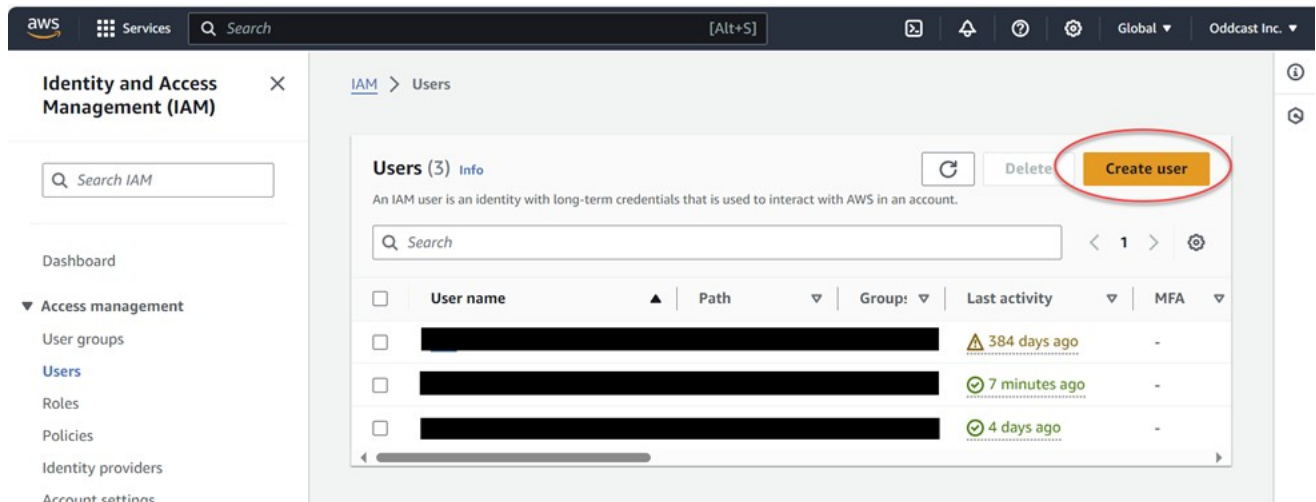 aws Services Search [Alt+S] Global Oddcast Inc.
Identity and Access
Management (IAM)
Search IAM
Dashboard
Access management
User groups
Users
Roles
Policies
Identity providers
Account settings
IAM > Users
Users (3) Info
Delete
Create user
An IAM user is an identity with long-term credentials that is used to interact with AWS in an account.
Search
1
User name Path Groups Last activity MFA
384 days ago -
7 minutes ago -
4 days ago -